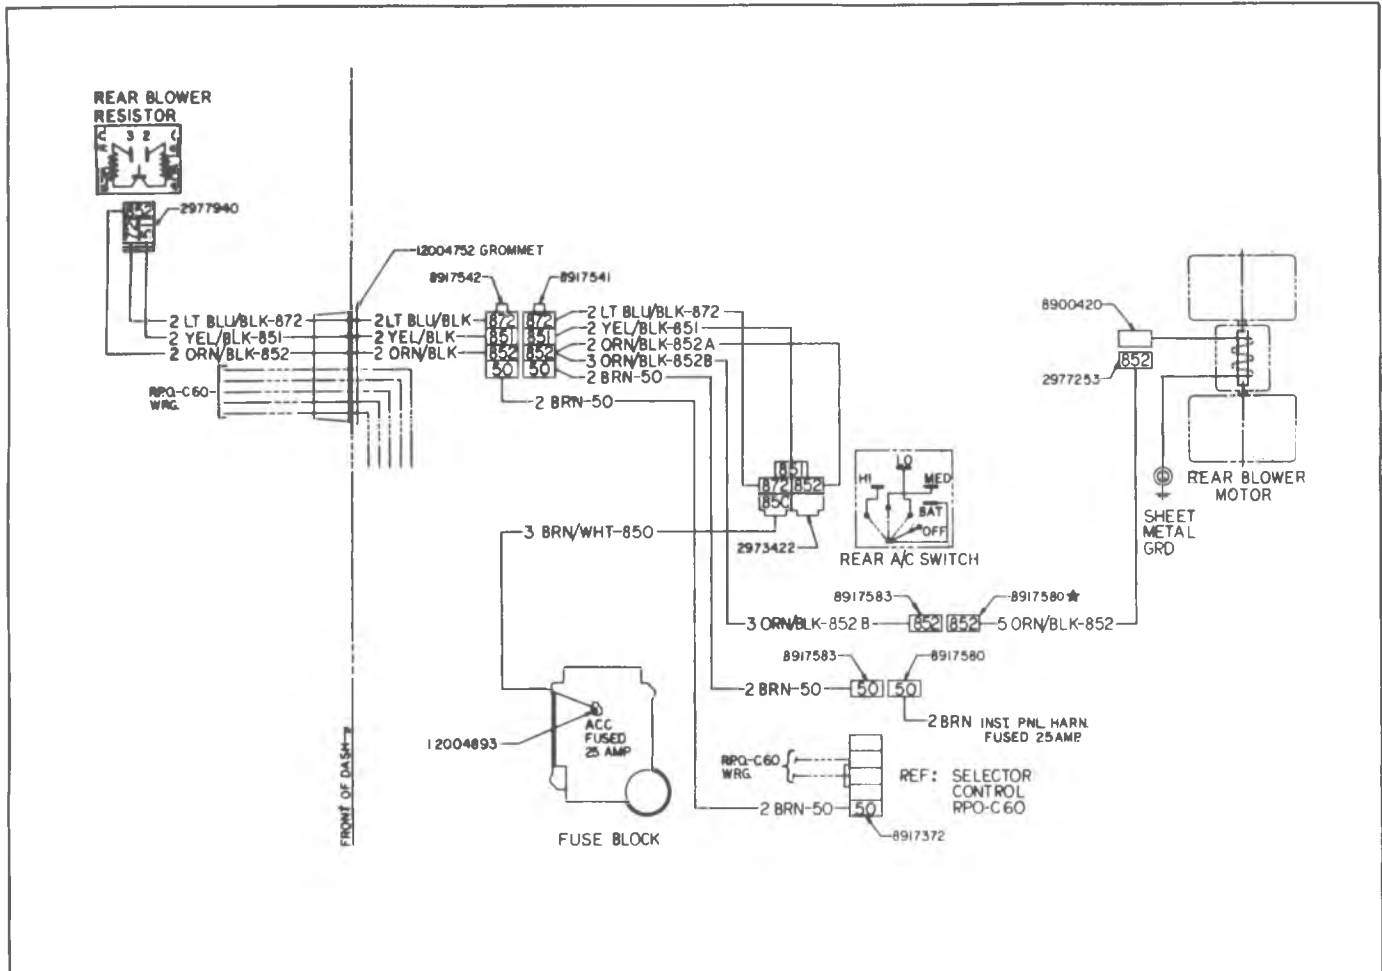 REAR BLOWER
RESISTOR
3 2
852
2977940
12004752 GROMMET
8917542
8917541
2 LT BLU/BLK-872
2 YEL/BLK-851
2 ORN/BLK-852
2 LT BLU/BLK
2 YEL/BLK
2 ORN/BLK
872
851
852
50
872
851
852
50
2 LT BLU/BLK-872
2 YEL/BLK-851
2 ORN/BLK-852A
3 ORN/BLK-852B
2 BRN-50
2 BRN-50
RPO-C60
WRG.
8900420
852
2977253
REAR BLOWER
MOTOR
SHEET
METAL
GRD
851
872 852
850
2973422
LO
HI
MED
BAT
OFF
REAR A/C SWITCH
3 BRN/WHT-850
8917583
8917580★
3 ORN/BLK-852 B
852
852
5 ORN/BLK-852
8917583
8917580
2 BRN-50
50
50
2 BRN INST PNL HARN.
FUSED 25AMP.
12004893
ACC
FUSED
25 AMP
FUSE BLOCK
FRONT OF DASH
RPO-C60
WRG.
REF: SELECTOR
CONTROL
RPO-C60
2 BRN-50
50
8917372